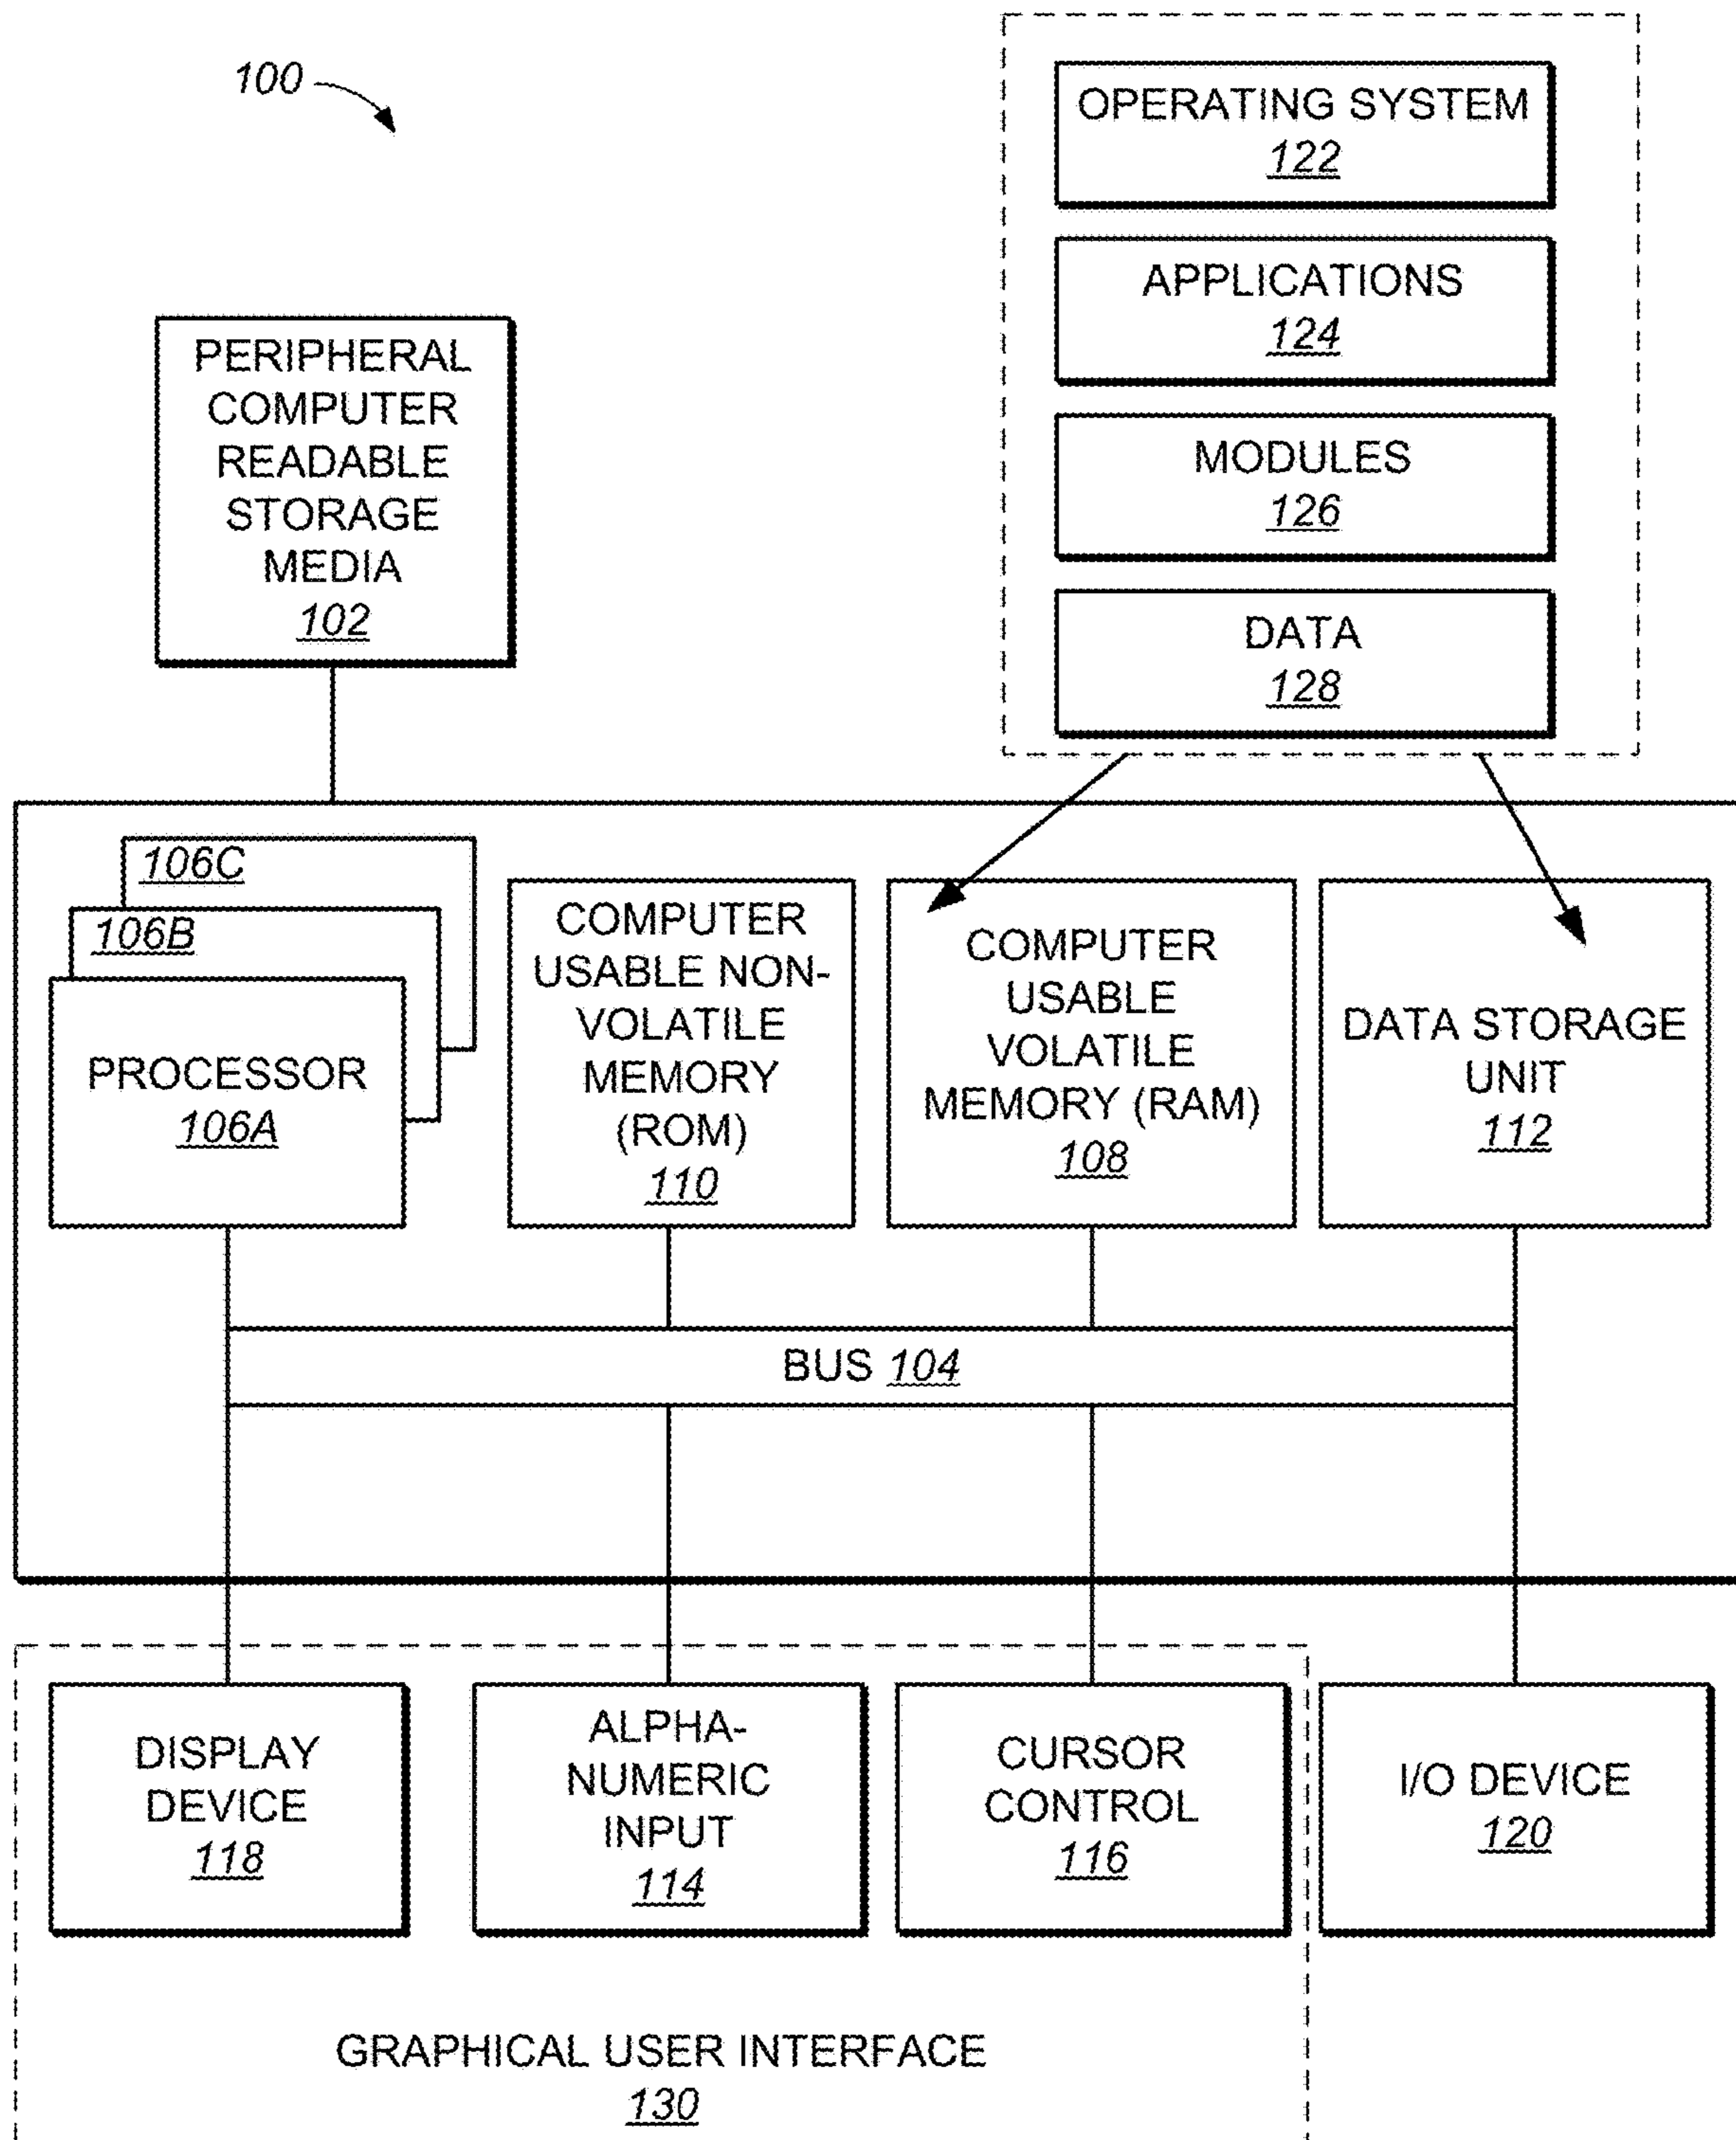 100
OPERATING SYSTEM
122
APPLICATIONS
124
MODULES
126
DATA
128
PERIPHERAL
COMPUTER
READABLE
STORAGE
MEDIA
102
106C
106B
PROCESSOR
106A
COMPUTER
USABLE NON-
VOLATILE
MEMORY
(ROM)
110
COMPUTER
USABLE
VOLATILE
MEMORY (RAM)
108
DATA STORAGE
UNIT
112
BUS 104
DISPLAY
DEVICE
118
ALPHA-
NUMERIC
INPUT
114
CURSOR
CONTROL
116
I/O DEVICE
120
GRAPHICAL USER INTERFACE
130